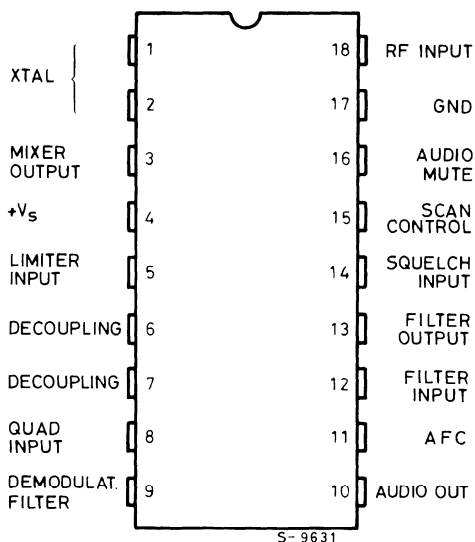 XTAL
1
2
MIXER
OUTPUT
3
+Vs
4
LIMITER
INPUT
5
DECOUPLING
6
DECOUPLING
7
QUAD
INPUT
8
DEMODULAT.
FILTER
9
18 RF INPUT
17 GND
16 AUDIO
MUTE
15 SCAN
CONTROL
14 SQUELCH
INPUT
13 FILTER
OUTPUT
12 FILTER
INPUT
11 AFC
10 AUDIO OUT
S-9631